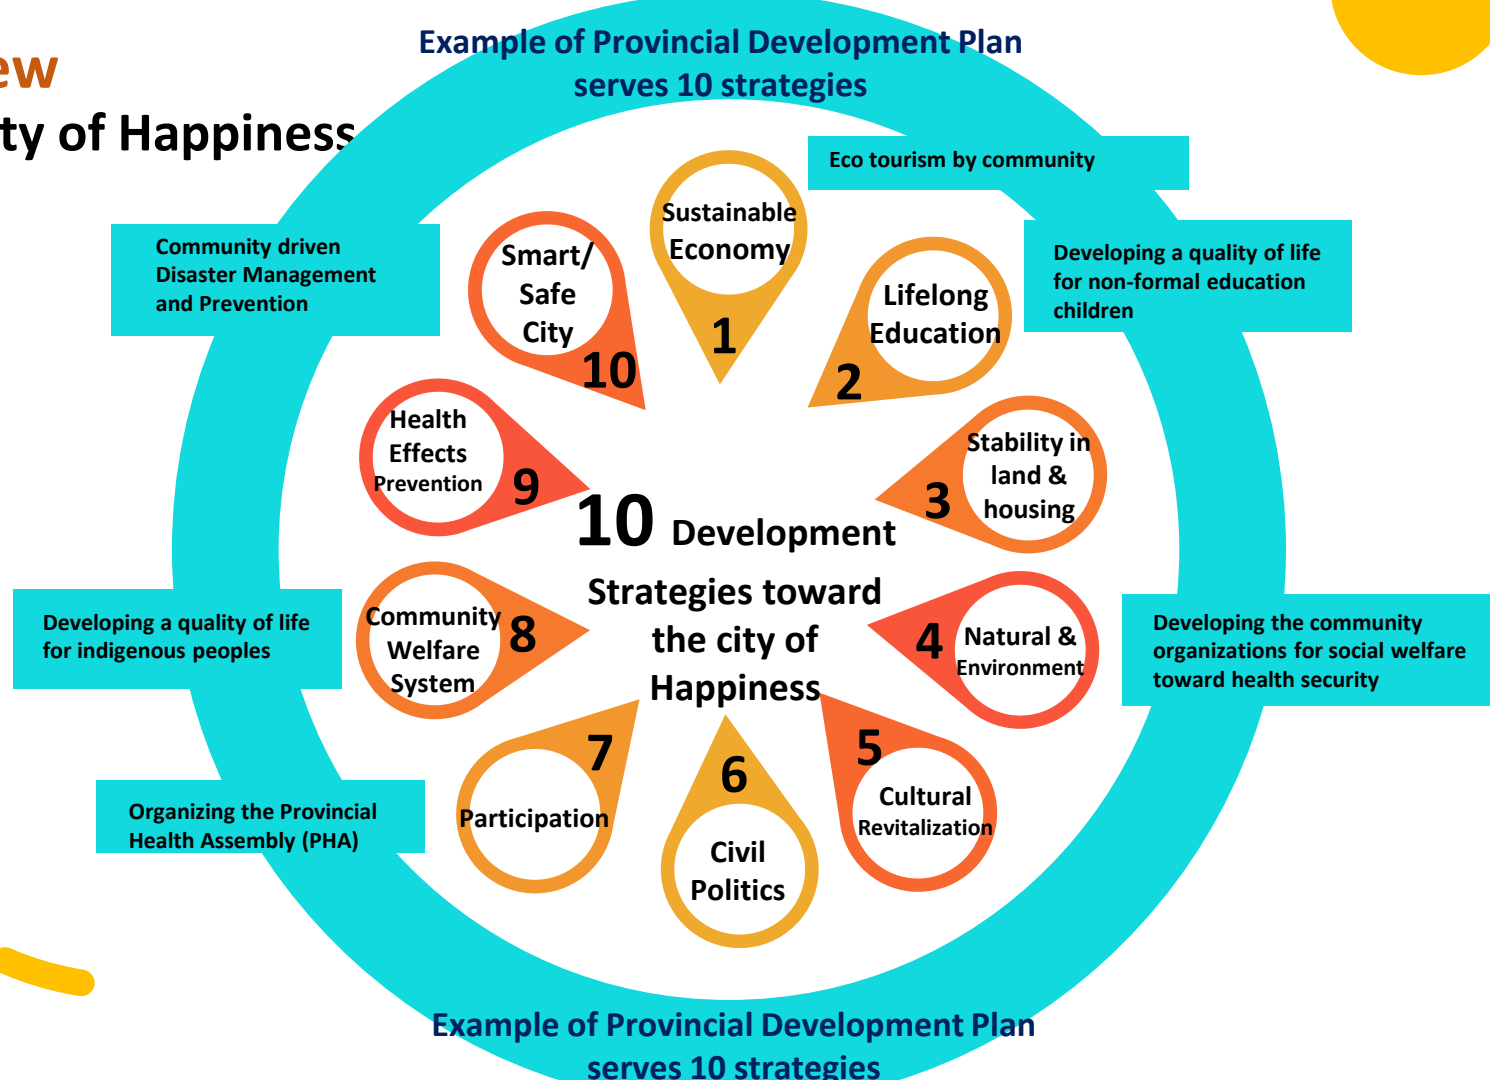 Example of Provincial Development Plan
serves 10 strategies
ew
ty of Happiness
Eco tourism by community
Community driven
Disaster Management
and Prevention
Developing a quality of life
for non-formal education
children
Sustainable
Economy
1
Lifelong
Education
2
Stability in
land &
housing
3
Natural &
Environment
4
Cultural
Revitalization
5
Civil
Politics
6
Participation
7
Community
Welfare
System
8
Health
Effects
Prevention
9
Smart/
Safe
City
10
10 Development
Strategies toward
the city of
Happiness
Developing a quality of life
for indigenous peoples
Developing the community
organizations for social welfare
toward health security
Organizing the Provincial
Health Assembly (PHA)
Example of Provincial Development Plan
serves 10 strategies